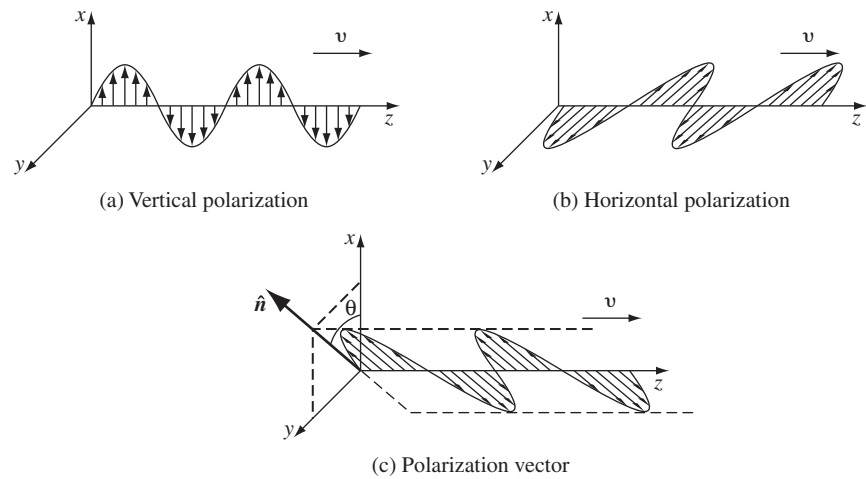 x
υ
z
y
(a) Vertical polarization
x
υ
z
y
(b) Horizontal polarization
x
n̂
θ
υ
z
y
(c) Polarization vector